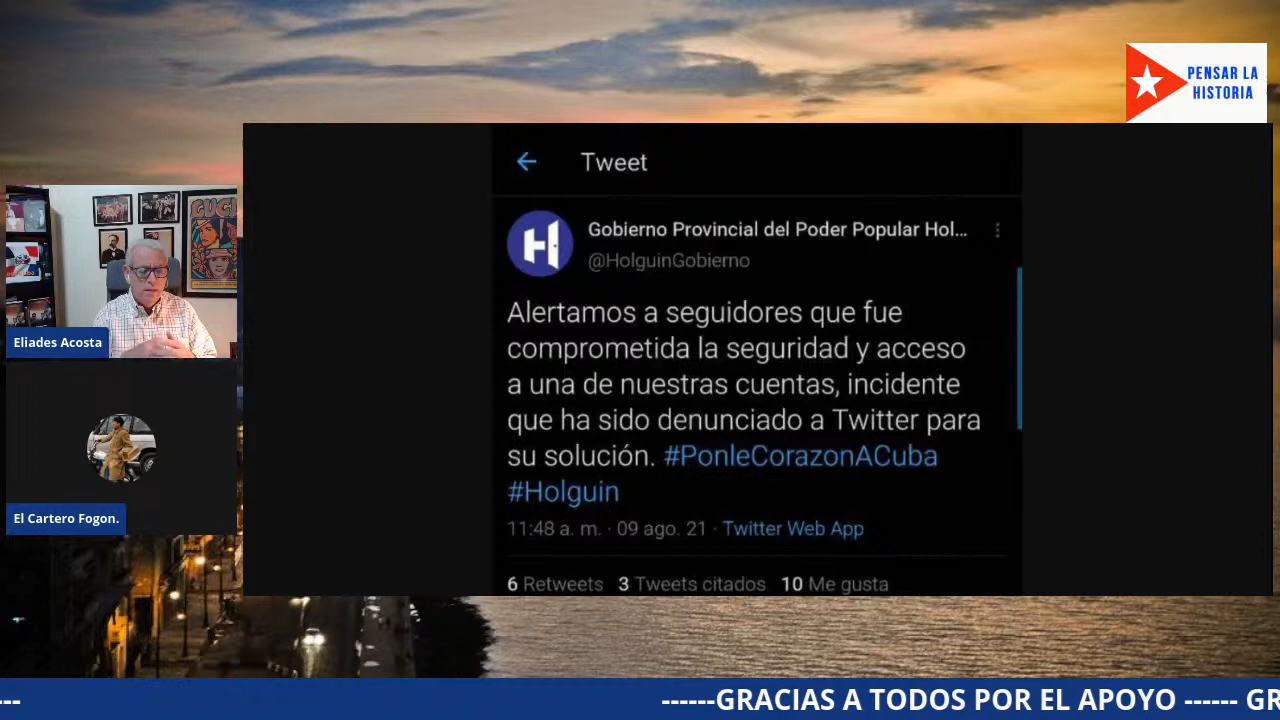 PENSAR LA
HISTORIA
Tweet
Gobierno Provincial del Poder Popular Hol...
@HolguinGobierno
Alertamos a seguidores que fue
comprometida la seguridad y acceso
a una de nuestras cuentas, incidente
que ha sido denunciado a Twitter para
su solución. #PonleCorazonACuba
#Holguin
11:48 a. m. · 09 ago. 21 · Twitter Web App
6 Retweets 3 Tweets citados 10 Me gusta
Eliades Acosta
El Cartero Fogon.
--- ------GRACIAS A TODOS POR EL APOYO ------ GR